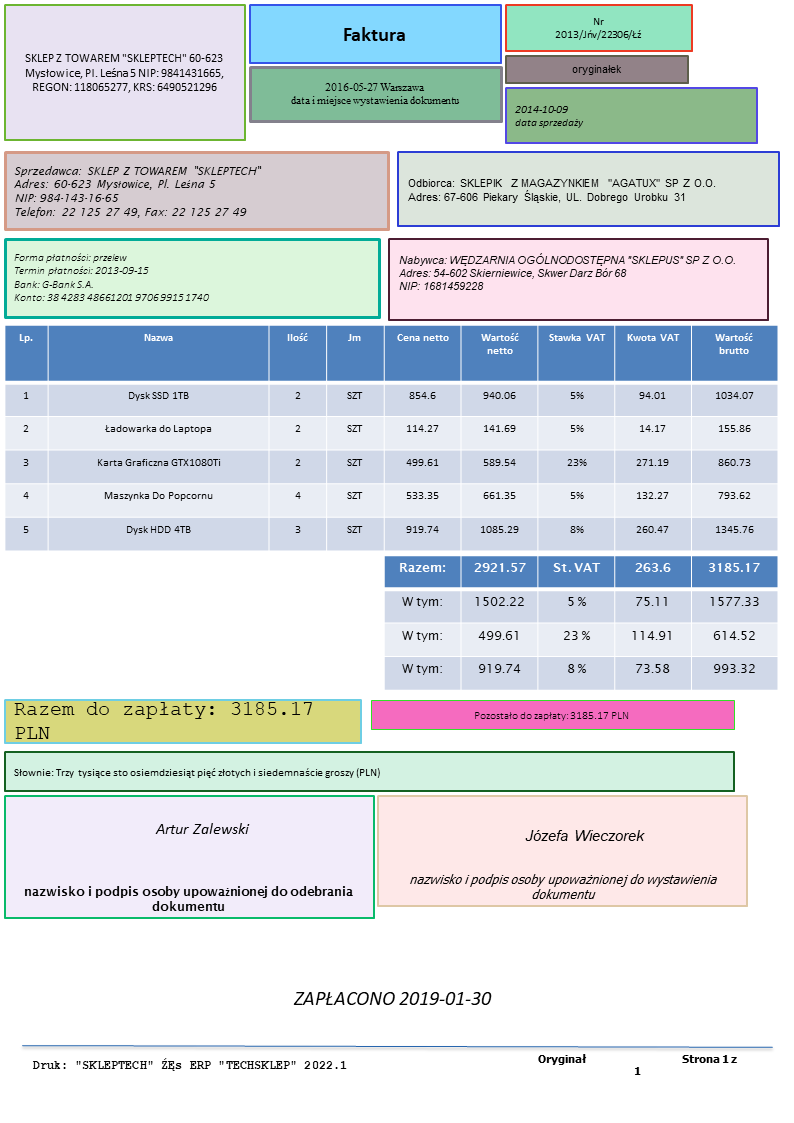 SKLEP Z TOWAREM "SKLEPTECH" 60-623
Mysłowice, Pl. Leśna 5 NIP: 9841431665,
REGON: 118065277, KRS: 6490521296
Faktura
2016-05-27 Warszawa
data i miejsce wystawienia dokumentu
Nr
2013/Jńv/22306/Łź
oryginałek
2014-10-09
data sprzedaży
Sprzedawca: SKLEP Z TOWAREM "SKLEPTECH"
Adres: 60-623 Mysłowice, Pl. Leśna 5
NIP: 984-143-16-65
Telefon: 22 125 27 49, Fax: 22 125 27 49
Odbiorca: SKLEPIK Z MAGAZYNKIEM "AGATUX" SP Z O.O.
Adres: 67-606 Piekary Śląskie, UL. Dobrego Urobku 31
Forma płatności: przelew
Termin płatności: 2013-09-15
Bank: G-Bank S.A.
Konto: 38 4283 4866 1201 9706 9915 1740
Nabywca: WĘDZARNIA OGÓLNODOSTĘPNA "SKLEPUS" SP Z O.O.
Adres: 54-602 Skierniewice, Skwer Darz Bór 68
NIP: 1681459228
Lp. Nazwa Ilość Jm Cena netto Wartość netto Stawka VAT Kwota VAT Wartość brutto
1 Dysk SSD 1TB 2 SZT 854.6 940.06 5% 94.01 1034.07
2 Ładowarka do Laptopa 2 SZT 114.27 141.69 5% 14.17 155.86
3 Karta Graficzna GTX1080Ti 2 SZT 499.61 589.54 23% 271.19 860.73
4 Maszynka Do Popcornu 4 SZT 533.35 661.35 5% 132.27 793.62
5 Dysk HDD 4TB 3 SZT 919.74 1085.29 8% 260.47 1345.76
Razem: 2921.57 St. VAT 263.6 3185.17
W tym: 1502.22 5 % 75.11 1577.33
W tym: 499.61 23 % 114.91 614.52
W tym: 919.74 8 % 73.58 993.32
Razem do zapłaty: 3185.17
PLN
Pozostało do zapłaty: 3185.17 PLN
Słownie: Trzy tysiące sto osiemdziesiąt pięć złotych i siedemnaście groszy (PLN)
Artur Zalewski
nazwisko i podpis osoby upoważnionej do odebrania
dokumentu
Józefa Wieczorek
nazwisko i podpis osoby upoważnionej do wystawienia
dokumentu
ZAPŁACONO 2019-01-30
Druk: "SKLEPTECH" ŹĘs ERP "TECHSKLEP" 2022.1
Oryginał Strona 1 z
1